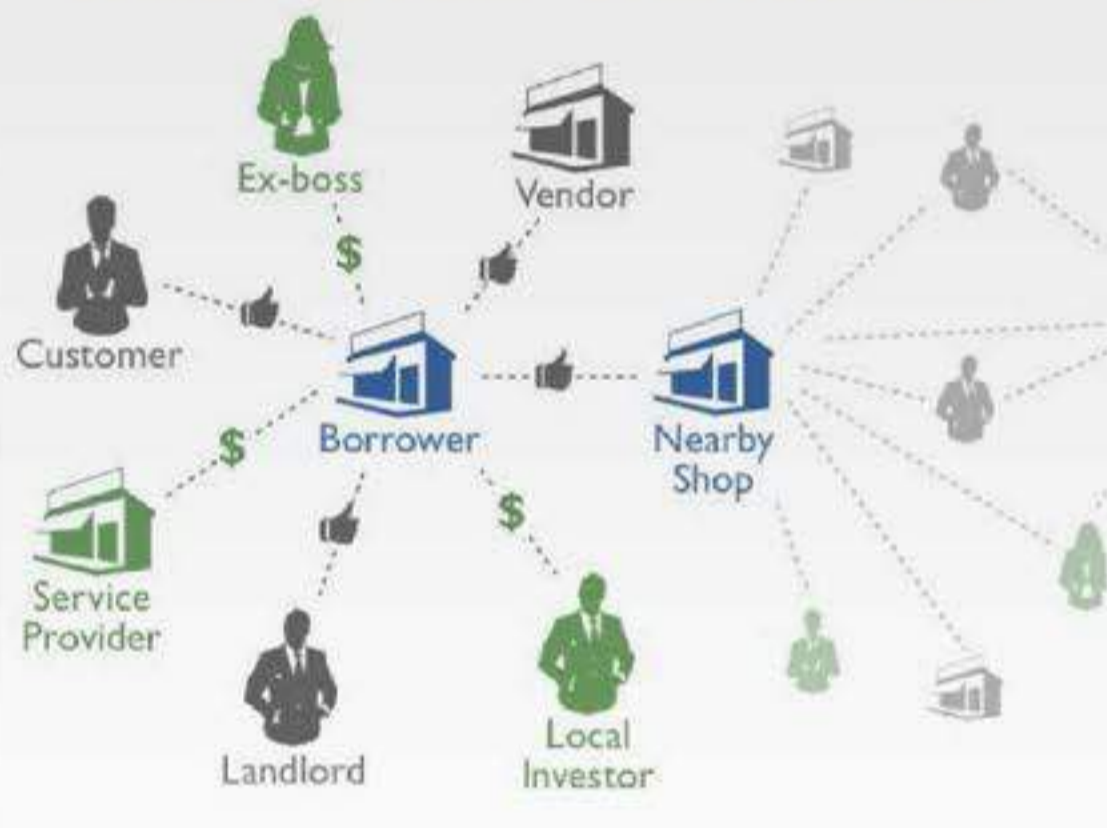 Ex-boss
Vendor
$
Customer
Borrower
Nearby
Shop
$
$
Service
Provider
Local
Investor
Landlord